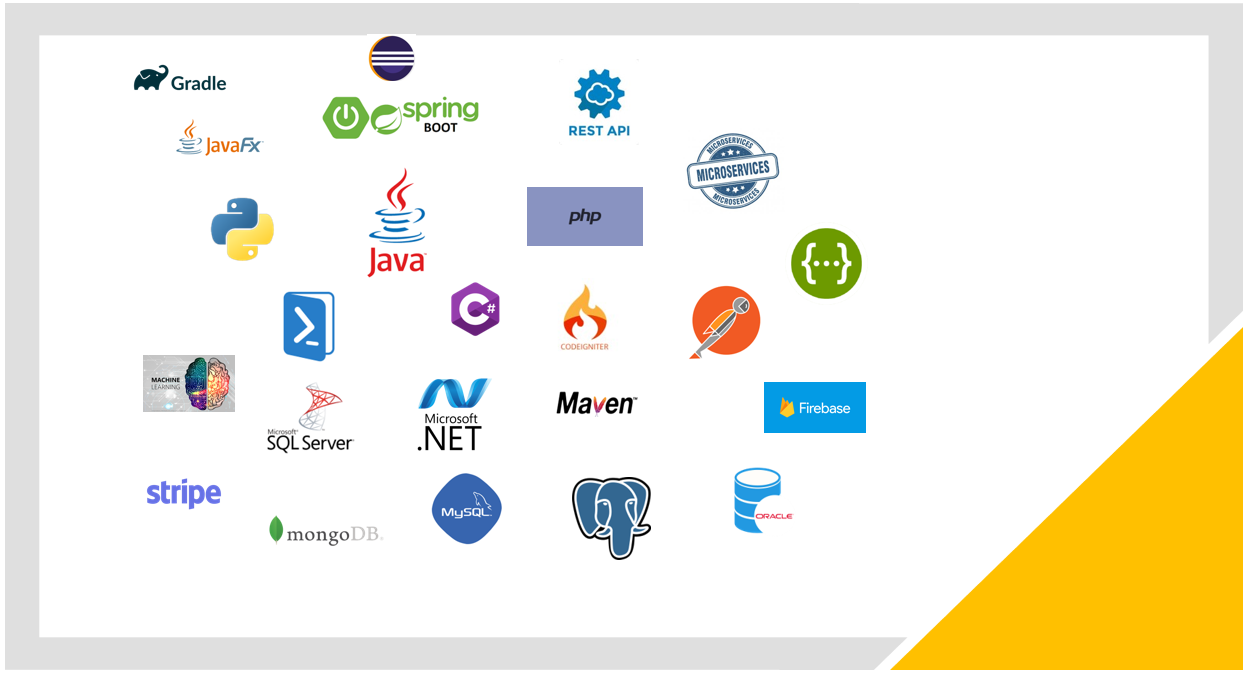 Gradle
spring
BOOT
REST API
JavaFx
MICROSERVICES
MICROSERVICES
MICROSERVICES
php
Java
{···}
C#
CODEIGNITER
MACHINE
LEARNING
Microsoft®
SQL Server®
Microsoft
.NET
Maven™
Firebase
stripe
mongoDB®
MySQL
ORACLE